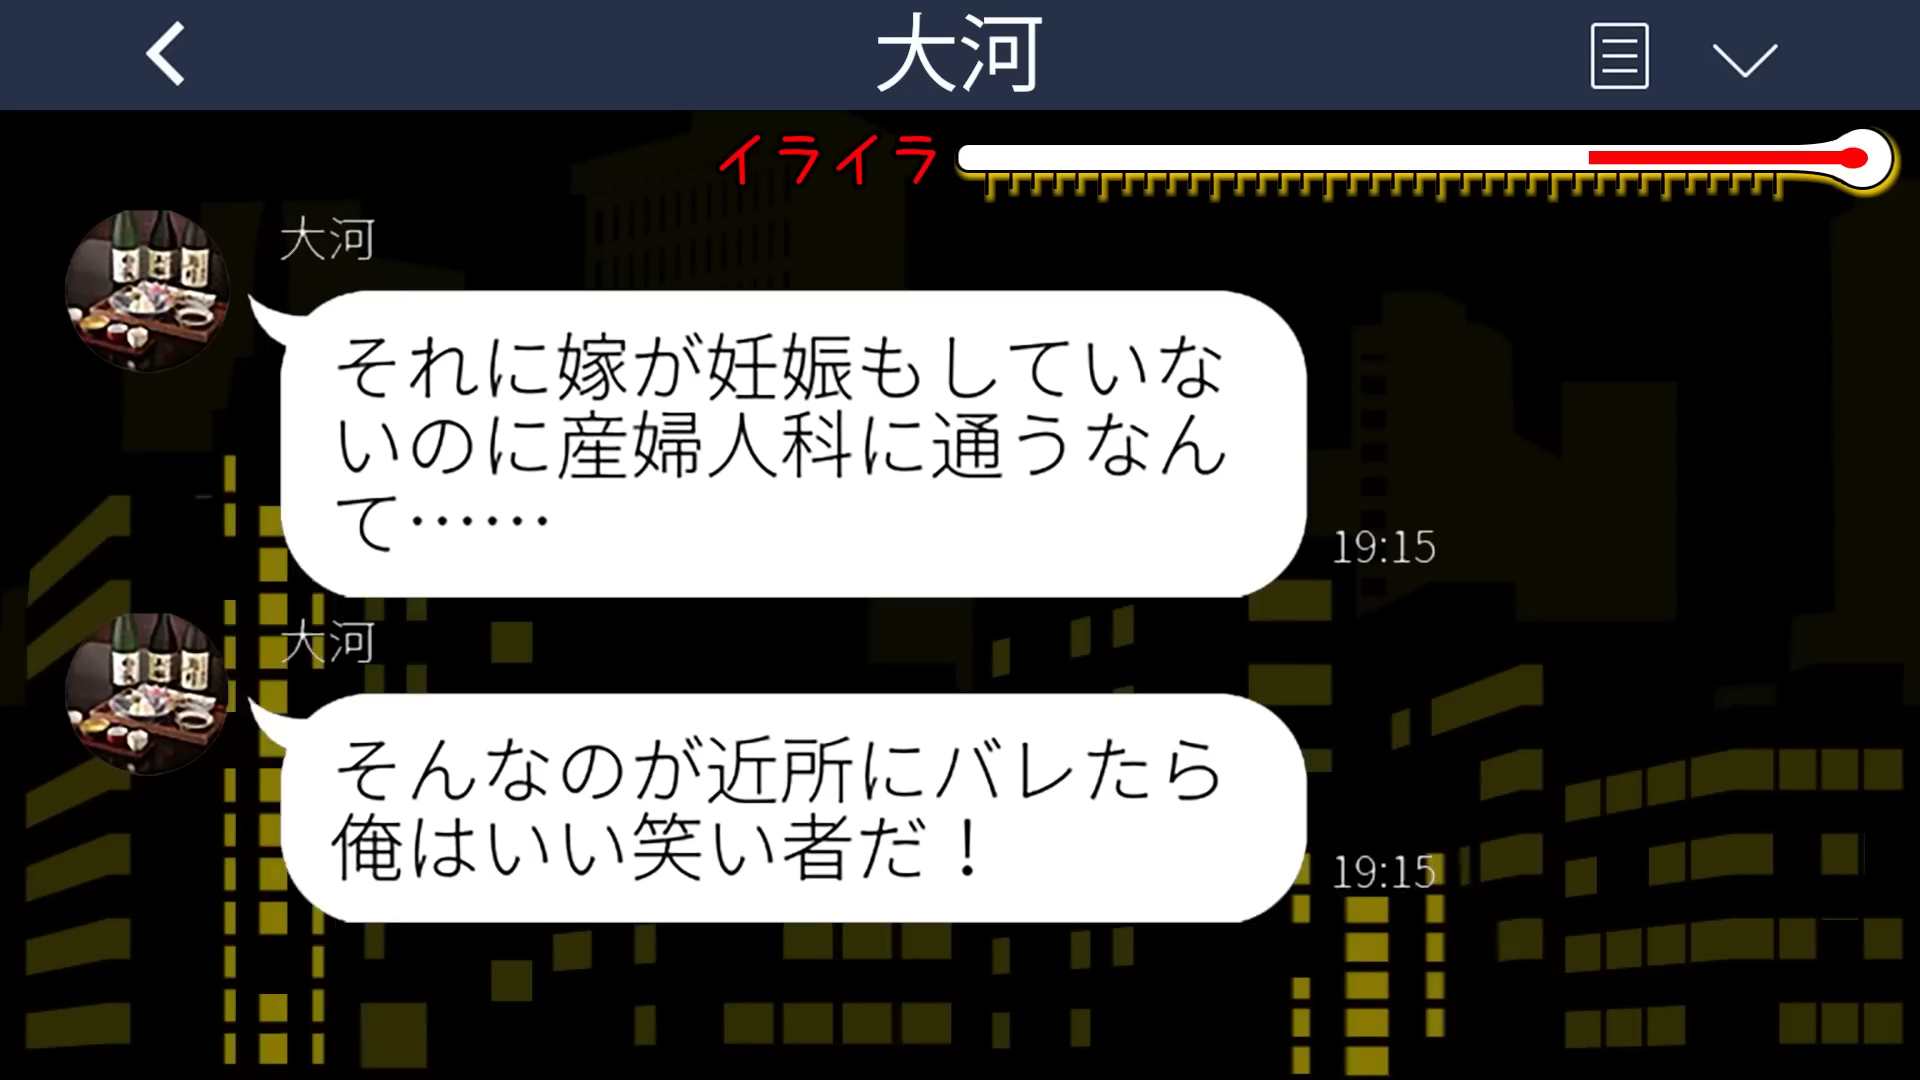 大河
イライラ
大河
それに嫁が妊娠もしていな
いのに産婦人科に通うなん
て……
19:15
大河
そんなのが近所にバレたら
俺はいい笑い者だ！
19:15